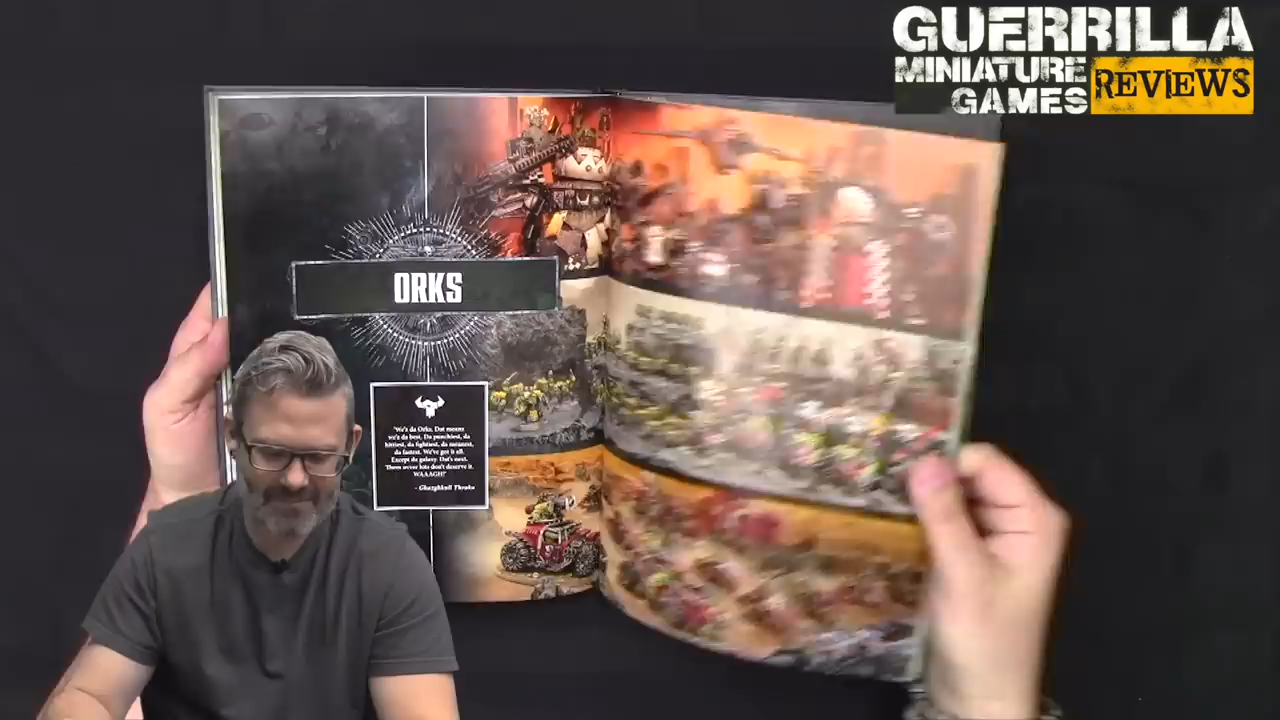 GUERRILLA
MINIATURE
GAMES
REVIEWS
ORKS
"We'z da Orks. Dat means
we'z da best. Da punchiest, da
hittiest, da fightiest, da meanest,
da fastest. We've got it all.
Except da galaxy. Dat's next.
Them uvver lots don't deserve it.
WAAAGH!"
- Ghazghkull Thraka